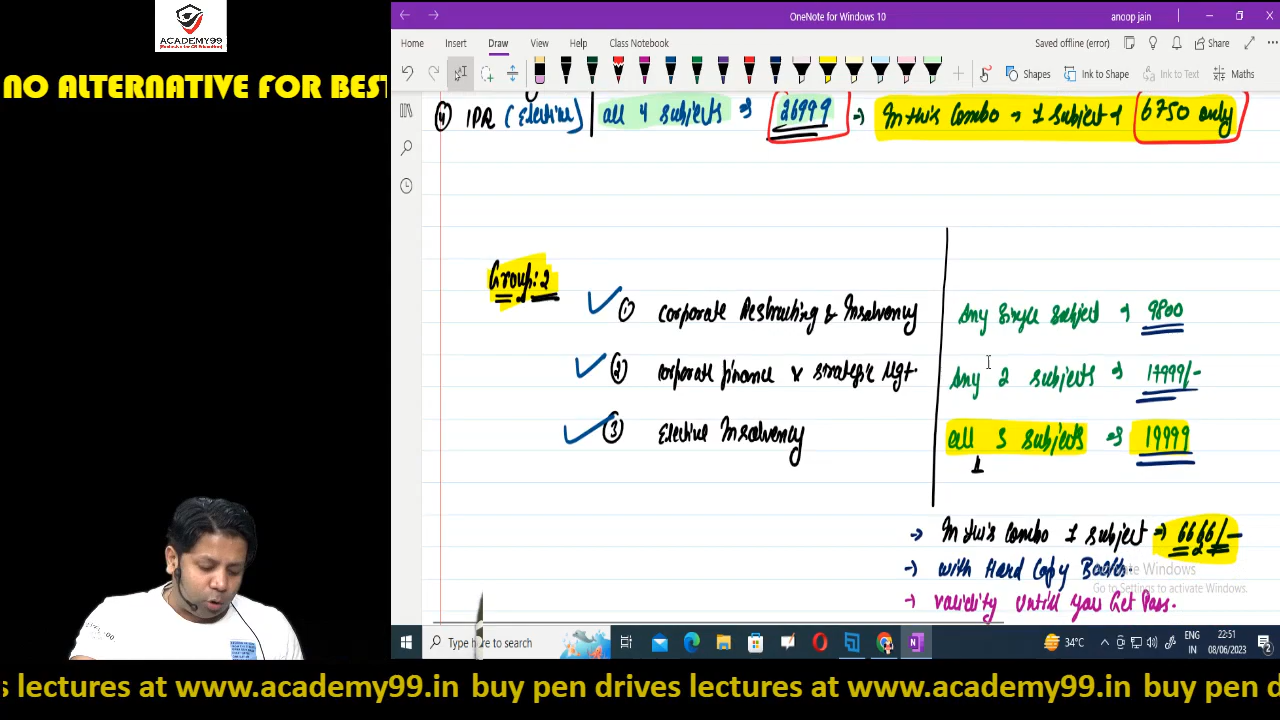 ACADEMY99
NO ALTERNATIVE FOR BEST
OneNote for Windows 10
anoop jain
Home Insert Draw View Help Class Notebook
Saved offline (error)
Share
Shapes
Ink to Shape
Ink to Text
Maths
④ IPR (Elective) all 4 subjects ⇒ 26999 ⇒ In this Combo → 1 Subject → 6750 only
Group: 2
① Corporate Restructing & Insolvency
Any Single Subject → 9800
② Corporate finance & Strategic Mgt.
Any 2 subjects ⇒ 17999/-
③ Elective Insolvency
all 3 subjects ⇒ 19999
→ In this Combo 1 subject → 6666/-
→ with Hard Copy Books
→ validity Untill you Get Pass.
Windows
Go to Settings to activate Windows.
Type here to search
34°C
ENG
IN
22:51
08/06/2023
2
s lectures at www.academy99.in buy pen drives lectures at www.academy99.in buy pen d